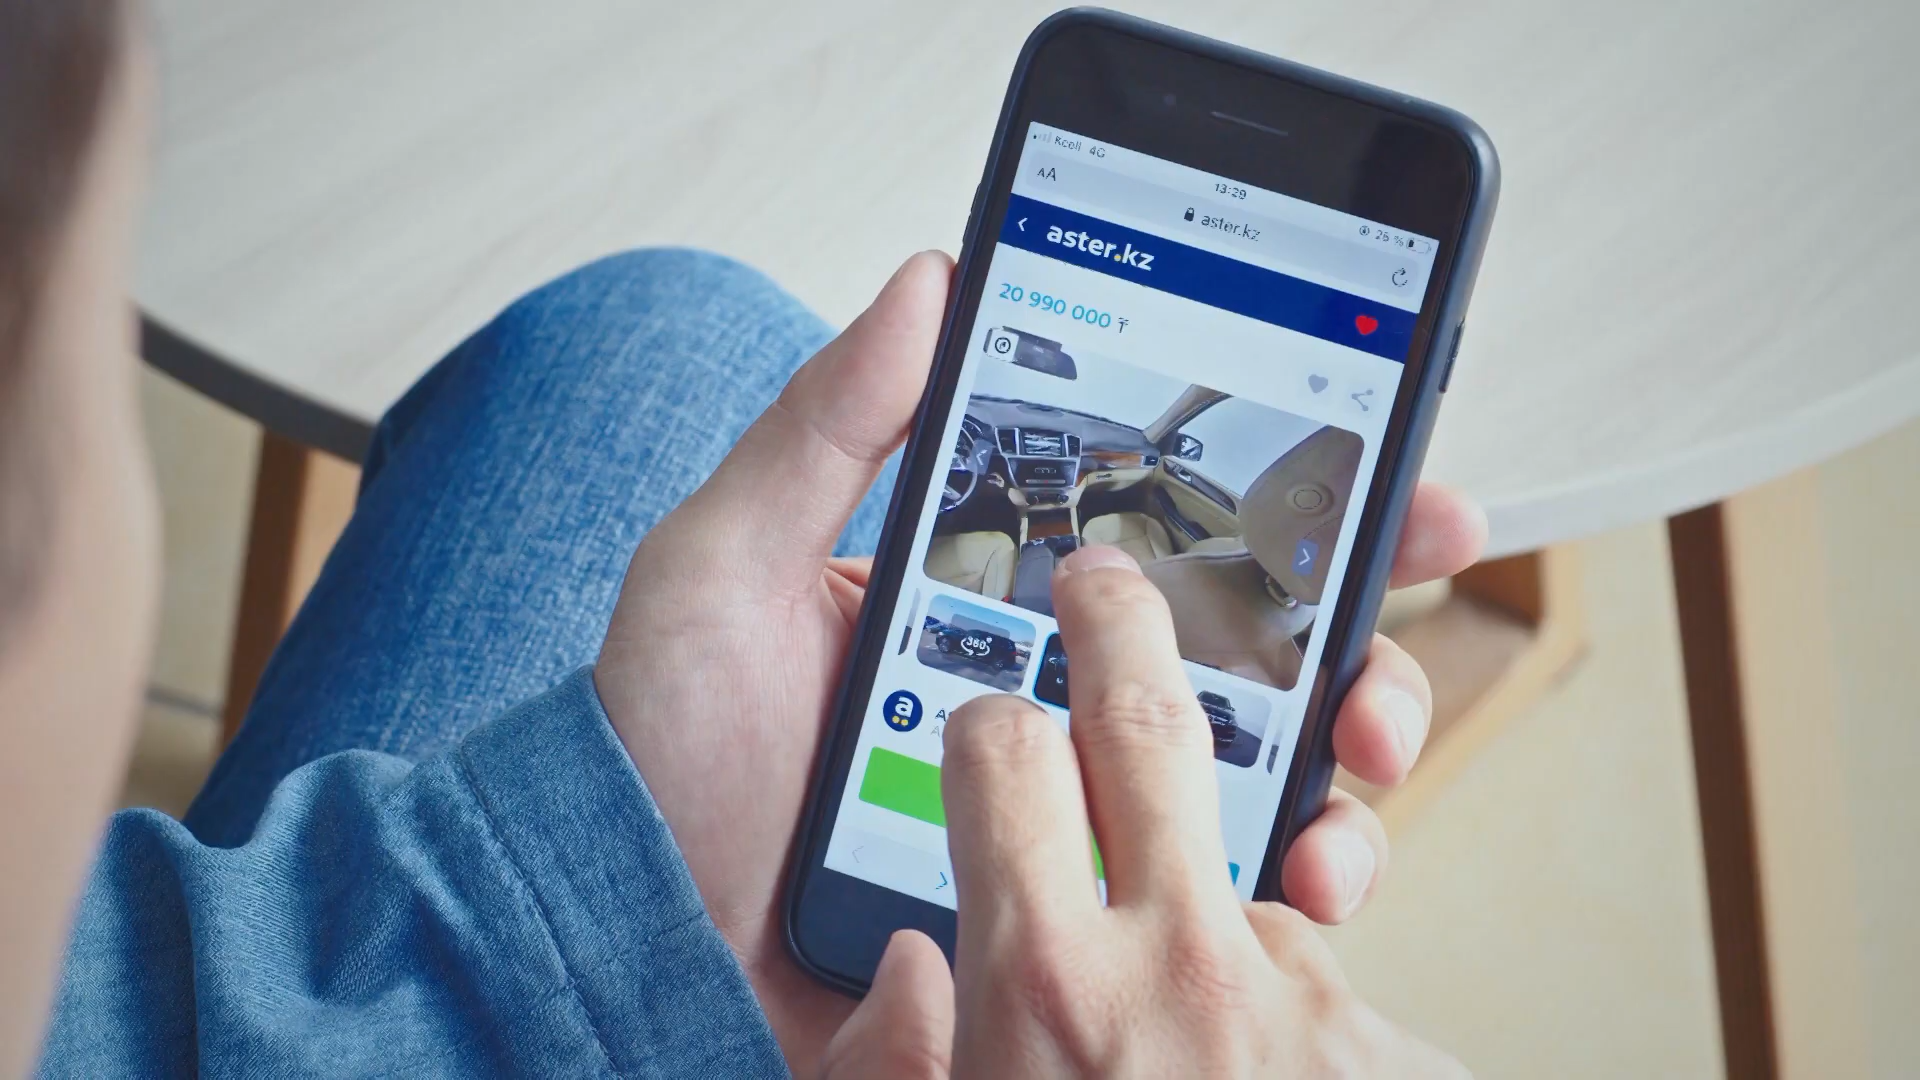 Kcell 4G
13:29
26 %
AA
aster.kz
aster.kz
20 990 000 ₸
360°
a